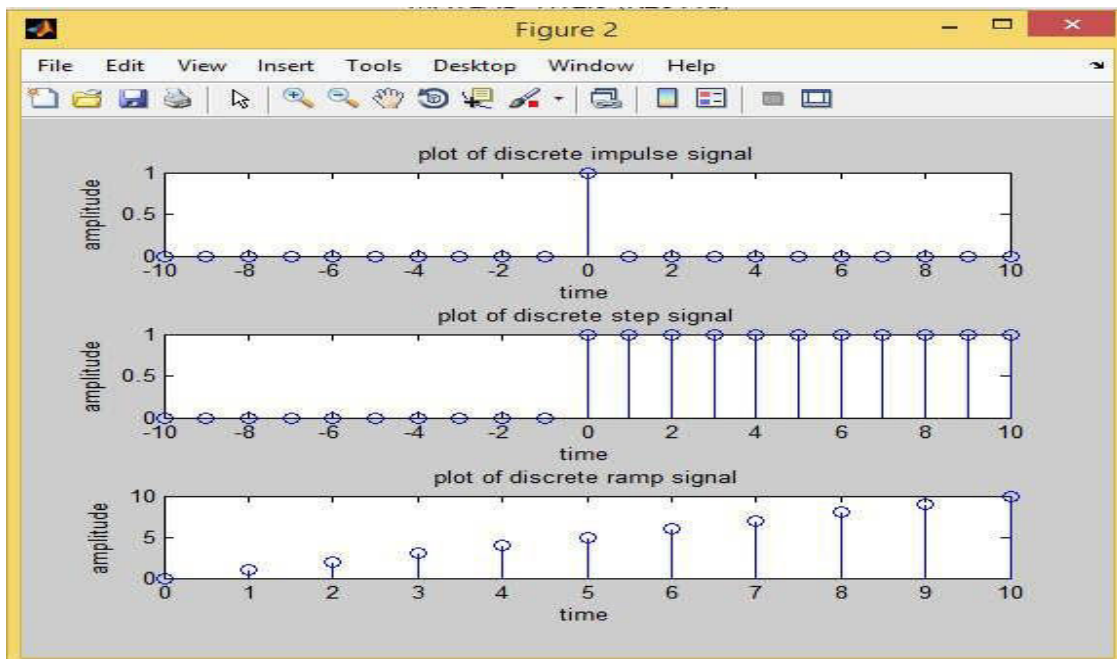 Figure 2
File Edit View Insert Tools Desktop Window Help
plot of discrete impulse signal
amplitude
1
0.5
0
-10 -8 -6 -4 -2 0 2 4 6 8 10
time
plot of discrete step signal
amplitude
1
0.5
0
-10 -8 -6 -4 -2 0 2 4 6 8 10
time
plot of discrete ramp signal
amplitude
10
5
0
0 1 2 3 4 5 6 7 8 9 10
time